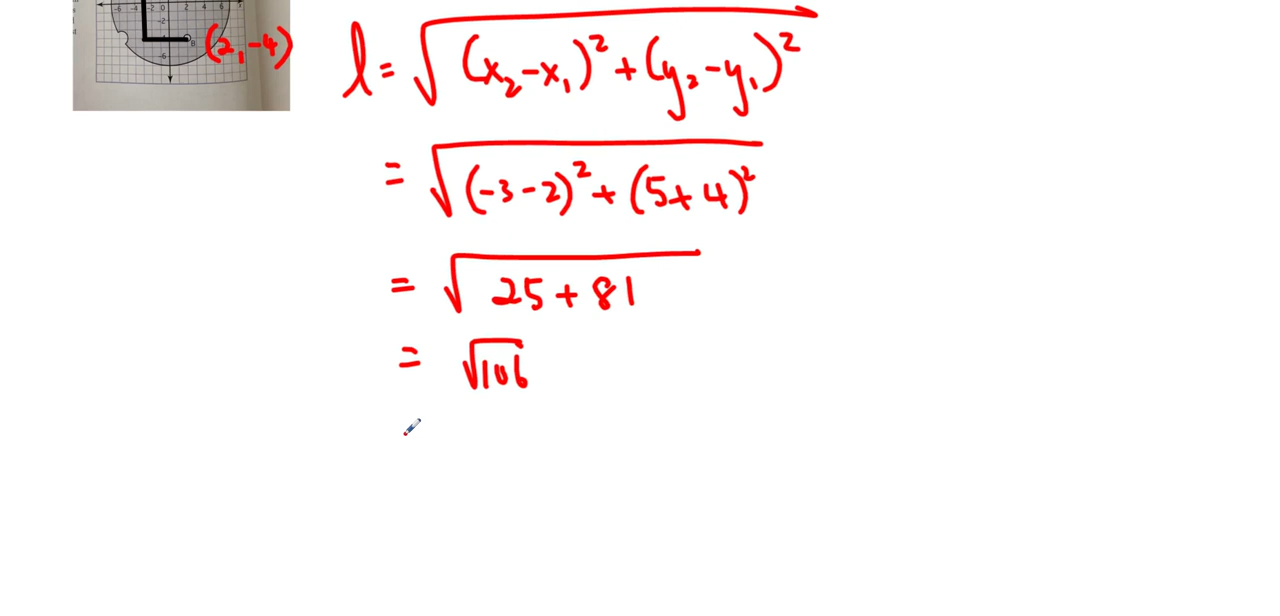 (2,-4)
l = √((x₂-x₁)²+(y₂-y₁)²)
= √((-3-2)²+(5+4)²)
= √(25+81)
= √106